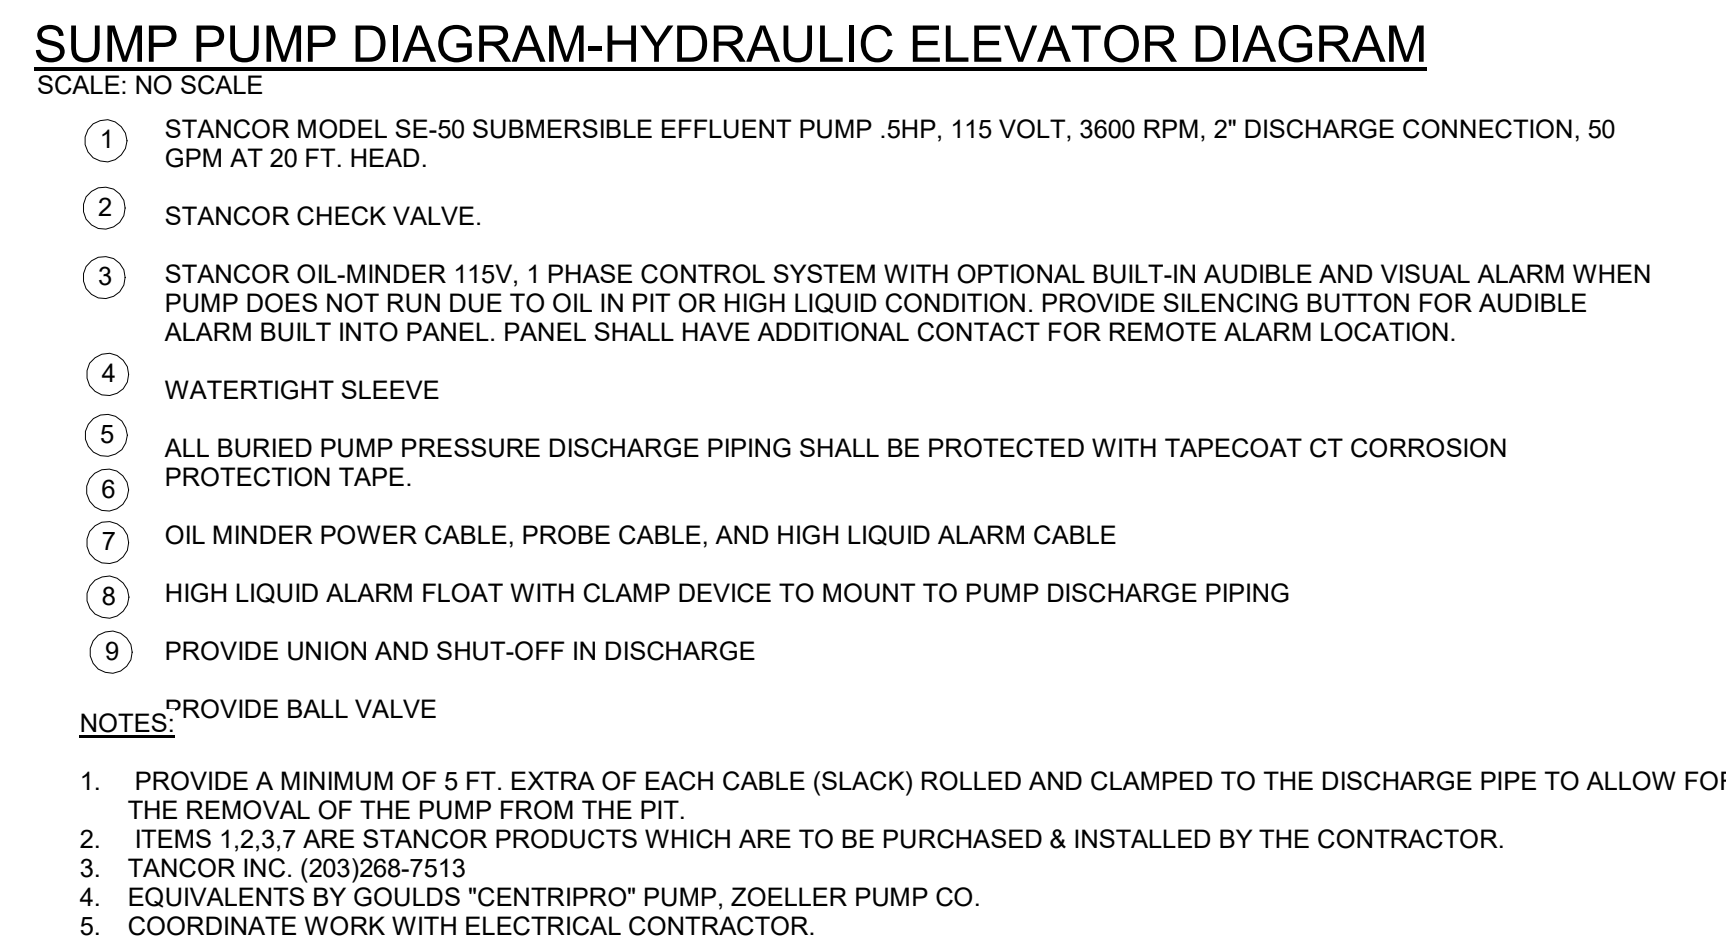 SUMP PUMP DIAGRAM-HYDRAULIC ELEVATOR DIAGRAM
SCALE: NO SCALE
1 STANCOR MODEL SE-50 SUBMERSIBLE EFFLUENT PUMP .5HP, 115 VOLT, 3600 RPM, 2" DISCHARGE CONNECTION, 50
GPM AT 20 FT. HEAD.
2
STANCOR CHECK VALVE.
3 STANCOR OIL-MINDER 115V, 1 PHASE CONTROL SYSTEM WITH OPTIONAL BUILT-IN AUDIBLE AND VISUAL ALARM WHEN
PUMP DOES NOT RUN DUE TO OIL IN PIT OR HIGH LIQUID CONDITION. PROVIDE SILENCING BUTTON FOR AUDIBLE
ALARM BUILT INTO PANEL. PANEL SHALL HAVE ADDITIONAL CONTACT FOR REMOTE ALARM LOCATION.
4
WATERTIGHT SLEEVE
5
ALL BURIED PUMP PRESSURE DISCHARGE PIPING SHALL BE PROTECTED WITH TAPECOAT CT CORROSION
PROTECTION TAPE.
6
7 OIL MINDER POWER CABLE, PROBE CABLE, AND HIGH LIQUID ALARM CABLE
8 HIGH LIQUID ALARM FLOAT WITH CLAMP DEVICE TO MOUNT TO PUMP DISCHARGE PIPING
9 PROVIDE UNION AND SHUT-OFF IN DISCHARGE
PROVIDE BALL VALVE
NOTES:
1. PROVIDE A MINIMUM OF 5 FT. EXTRA OF EACH CABLE (SLACK) ROLLED AND CLAMPED TO THE DISCHARGE PIPE TO ALLOW FOR
THE REMOVAL OF THE PUMP FROM THE PIT.
2. ITEMS 1,2,3,7 ARE STANCOR PRODUCTS WHICH ARE TO BE PURCHASED & INSTALLED BY THE CONTRACTOR.
3. TANCOR INC. (203)268-7513
4. EQUIVALENTS BY GOULDS "CENTRIPRO" PUMP, ZOELLER PUMP CO.
5. COORDINATE WORK WITH ELECTRICAL CONTRACTOR.